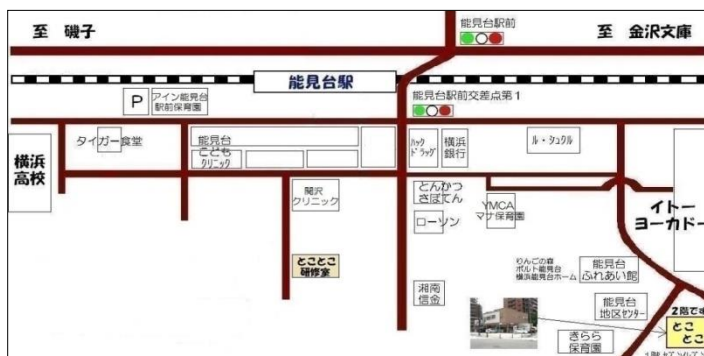 至 磯子
能見台駅前
至 金沢文庫
能見台駅
能見台駅前交差点第1
P
アイン能見台
駅前保育園
横浜
高校
タイガー食堂
能見台
こども
クリニック
ハック
ドラッグ
横浜
銀行
ル・シュクル
関沢
クリニック
とんかつ
さぼてん
ローソン
YMCA
マナ保育園
イトー
ヨーカドー
とことこ
研修室
湘南
信金
りんごの森
ポルト能見台
横浜能見台ホーム
能見台
ふれあい館
能見台
地区センター
きらら
保育園
2階です
とこ
とこ